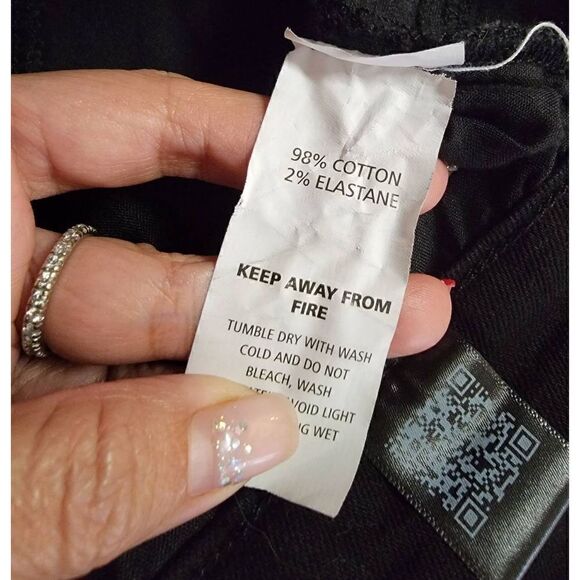 98% COTTON
2% ELASTANE
KEEP AWAY FROM
FIRE
TUMBLE DRY WITH WASH
COLD AND DO NOT
BLEACH, WASH
LIGHT
WET